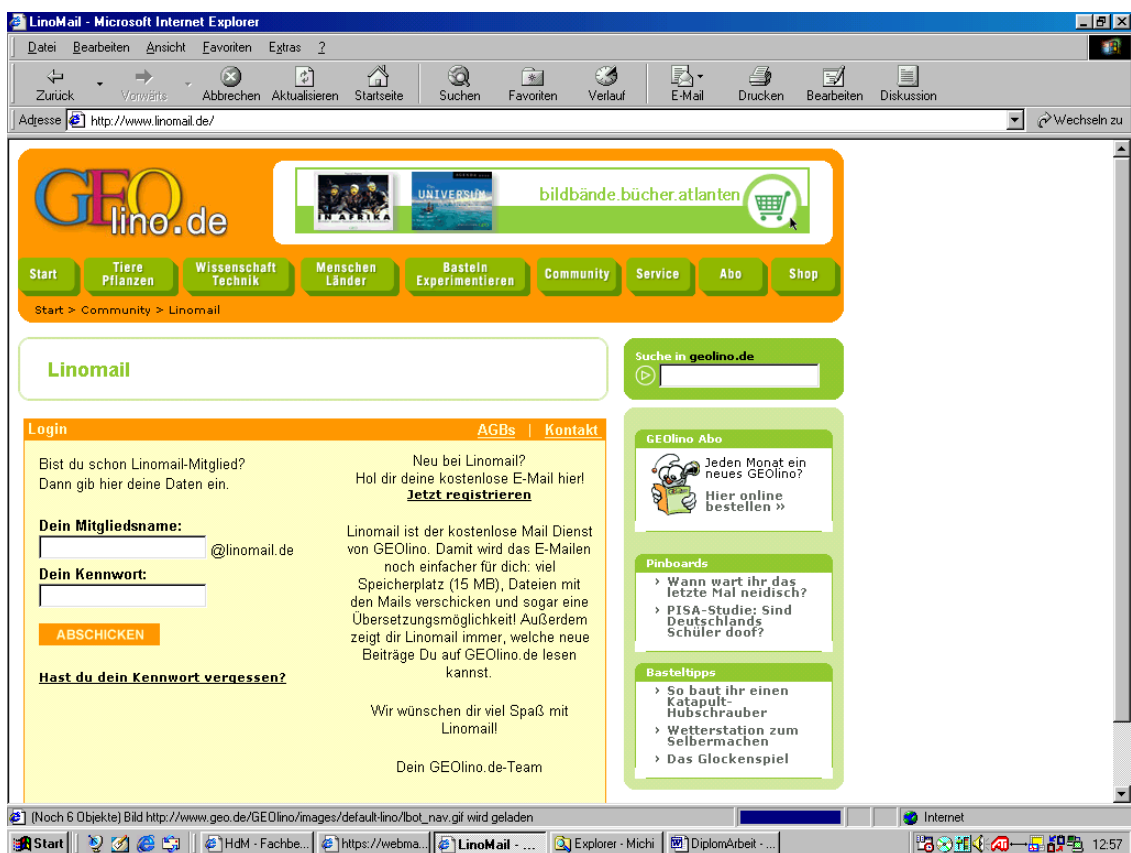 LinoMail - Microsoft Internet Explorer
Datei Bearbeiten Ansicht Favoriten Extras ?
Zurück Vorwärts Abbrechen Aktualisieren Startseite Suchen Favoriten Verlauf E-Mail Drucken Bearbeiten Diskussion
Adresse http://www.linomail.de/ Wechseln zu
GEO
lino.de
IN AFRIKA
UNIVERSUM
bildbände.bücher.atlanten
Start
Tiere
Pflanzen
Wissenschaft
Technik
Menschen
Länder
Basteln
Experimentieren
Community
Service
Abo
Shop
Start > Community > Linomail
Linomail
Suche in geolino.de
Login
AGBs | Kontakt
Bist du schon Linomail-Mitglied?
Dann gib hier deine Daten ein.
Dein Mitgliedsname:
@linomail.de
Dein Kennwort:
ABSCHICKEN
Hast du dein Kennwort vergessen?
Neu bei Linomail?
Hol dir deine kostenlose E-Mail hier!
Jetzt registrieren
Linomail ist der kostenlose Mail Dienst
von GEOlino. Damit wird das E-Mailen
noch einfacher für dich: viel
Speicherplatz (15 MB), Dateien mit
den Mails verschicken und sogar eine
Übersetzungsmöglichkeit! Außerdem
zeigt dir Linomail immer, welche neue
Beiträge Du auf GEOlino.de lesen
kannst.
Wir wünschen dir viel Spaß mit
Linomail!
Dein GEOlino.de-Team
GEOlino Abo
Jeden Monat ein
neues GEOlino?
Hier online
bestellen »
Pinboards
› Wann wart ihr das
letzte Mal neidisch?
› PISA-Studie: Sind
Deutschlands
Schüler doof?
Basteltipps
› So baut ihr einen
Katapult-
Hubschrauber
› Wetterstation zum
Selbermachen
› Das Glockenspiel
(Noch 6 Objekte) Bild http://www.geo.de/GEOlino/images/default-lino/lbot_nav.gif wird geladen
Internet
Start
HdM - Fachbe...
https://webma...
LinoMail - ...
Explorer - Michi
DiplomArbeit - ...
12:57